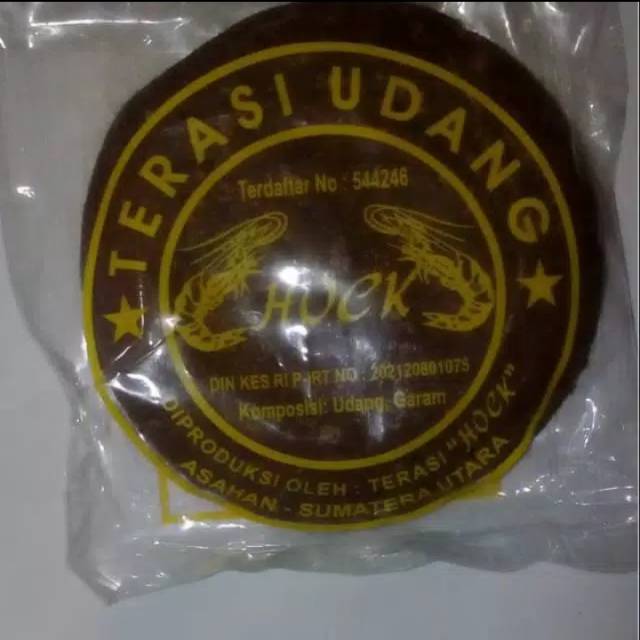 TERASI UDANG
Terdaftar No : 544246
HOCK
DIN KES RI P-IRT NO : 202120801075
Komposisi: Udang, Garam
DIPRODUKSI OLEH : TERASI "HOCK"
ASAHAN - SUMATERA UTARA